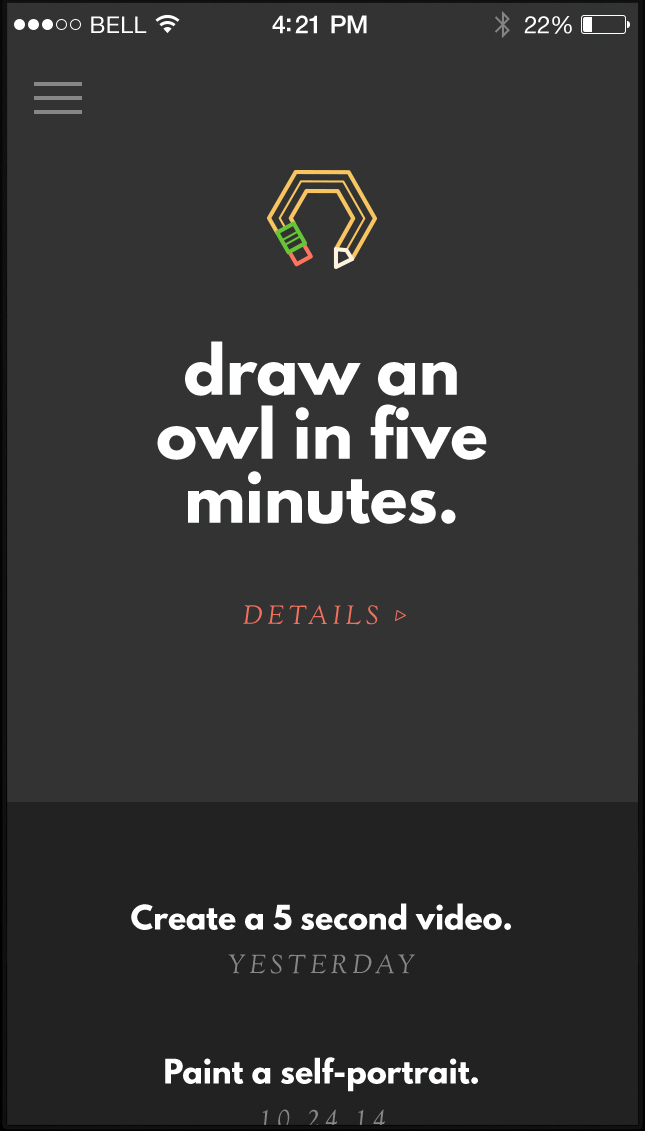 BELL 4:21 PM 22%
draw an
owl in five
minutes.
DETAILS ▹
Create a 5 second video.
YESTERDAY
Paint a self-portrait.
10.24.14